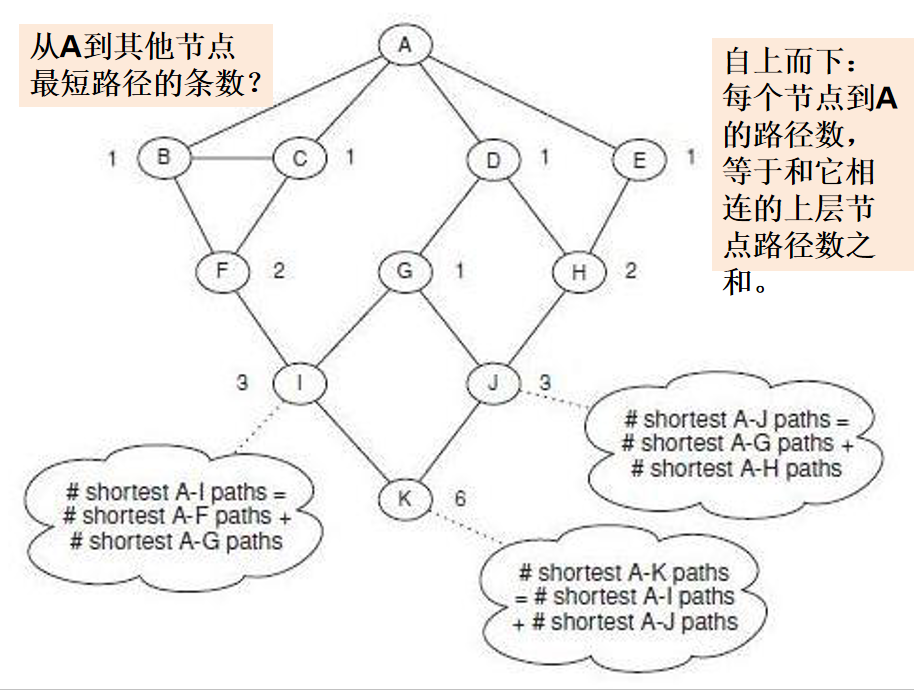 从A到其他节点
最短路径的条数?
自上而下：
每个节点到A
的路径数，
等于和它相
连的上层节
点路径数之
和。
A
1 B C 1 D 1 E 1
F 2 G 1 H 2
3 I J 3
K 6
# shortest A-J paths =
# shortest A-G paths +
# shortest A-H paths
# shortest A-I paths =
# shortest A-F paths +
# shortest A-G paths
# shortest A-K paths
= # shortest A-I paths
+ # shortest A-J paths